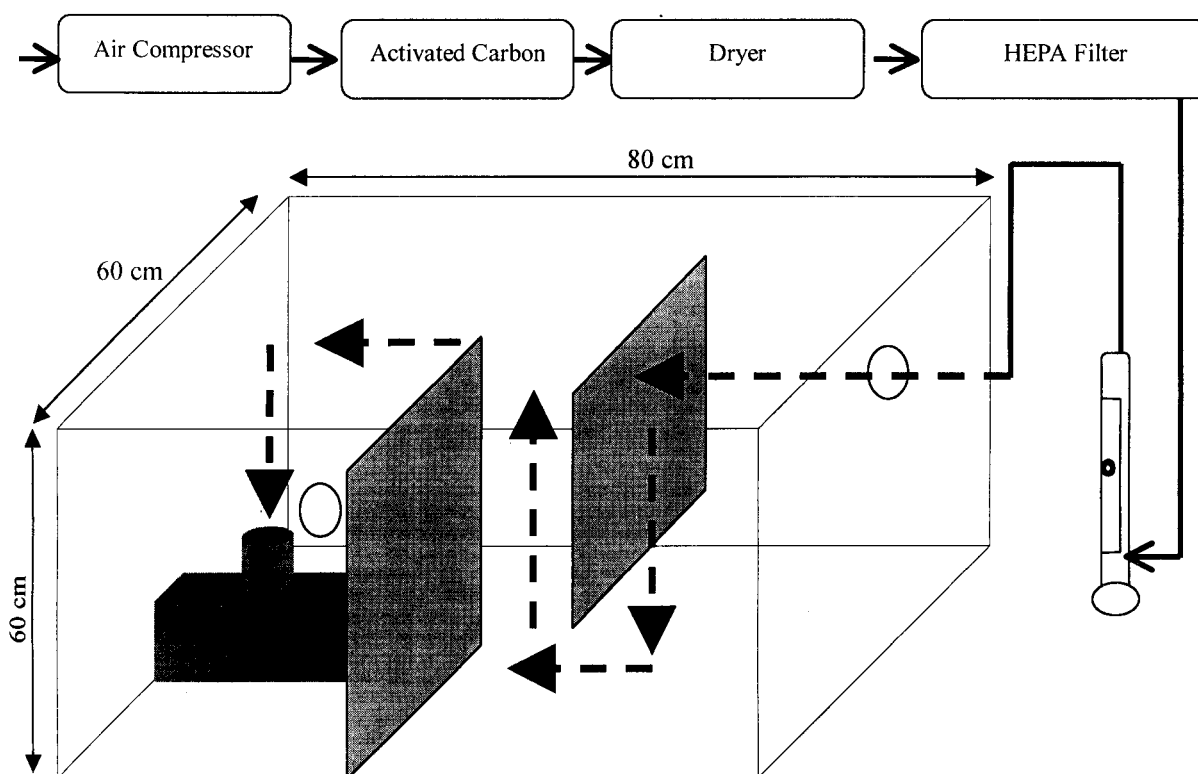 Air Compressor
Activated Carbon
Dryer
HEPA Filter
80 cm
60 cm
60 cm